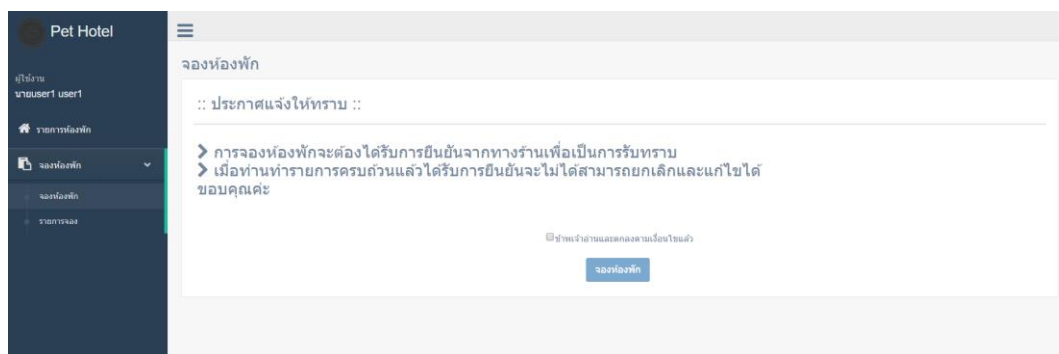 Pet Hotel
ผู้ใช้งาน
นายuser1 user1
รายการห้องพัก
จองห้องพัก
จองห้องพัก
รายการจอง
จองห้องพัก
:: ประกาศแจ้งให้ทราบ ::
การจองห้องพักจะต้องได้รับการยืนยันจากทางร้านเพื่อเป็นการรับทราบ
เมื่อท่านทำรายการครบถ้วนแล้วได้รับการยืนยันจะไม่ได้สามารถยกเลิกและแก้ไขได้
ขอบคุณค่ะ
ข้าพเจ้าอ่านและตกลงตามเงื่อนไขแล้ว
จองห้องพัก